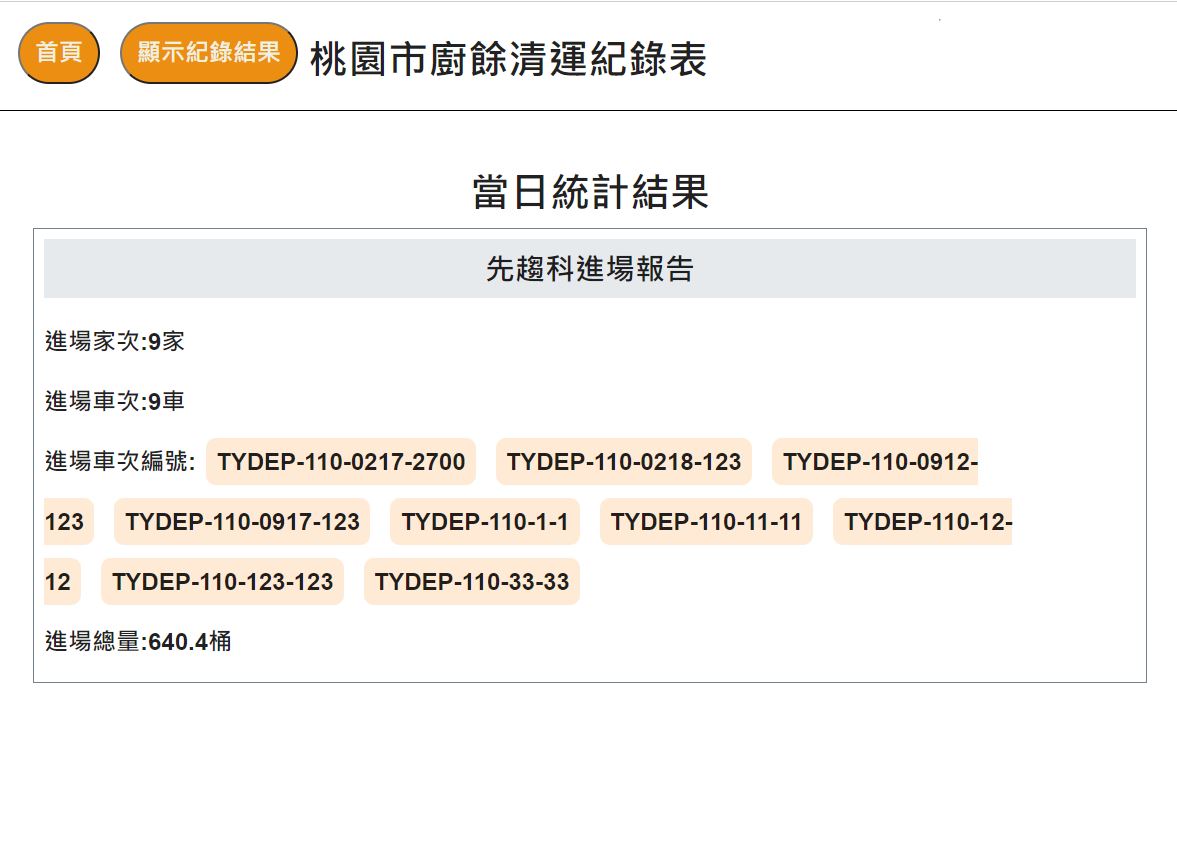 首頁 顯示紀錄結果 桃園市廚餘清運紀錄表
當日統計結果
先趨科進場報告
進場家次:9家
進場車次:9車
進場車次編號: TYDEP-110-0217-2700 TYDEP-110-0218-123 TYDEP-110-0912-
123 TYDEP-110-0917-123 TYDEP-110-1-1 TYDEP-110-11-11 TYDEP-110-12-
12 TYDEP-110-123-123 TYDEP-110-33-33
進場總量:640.4桶